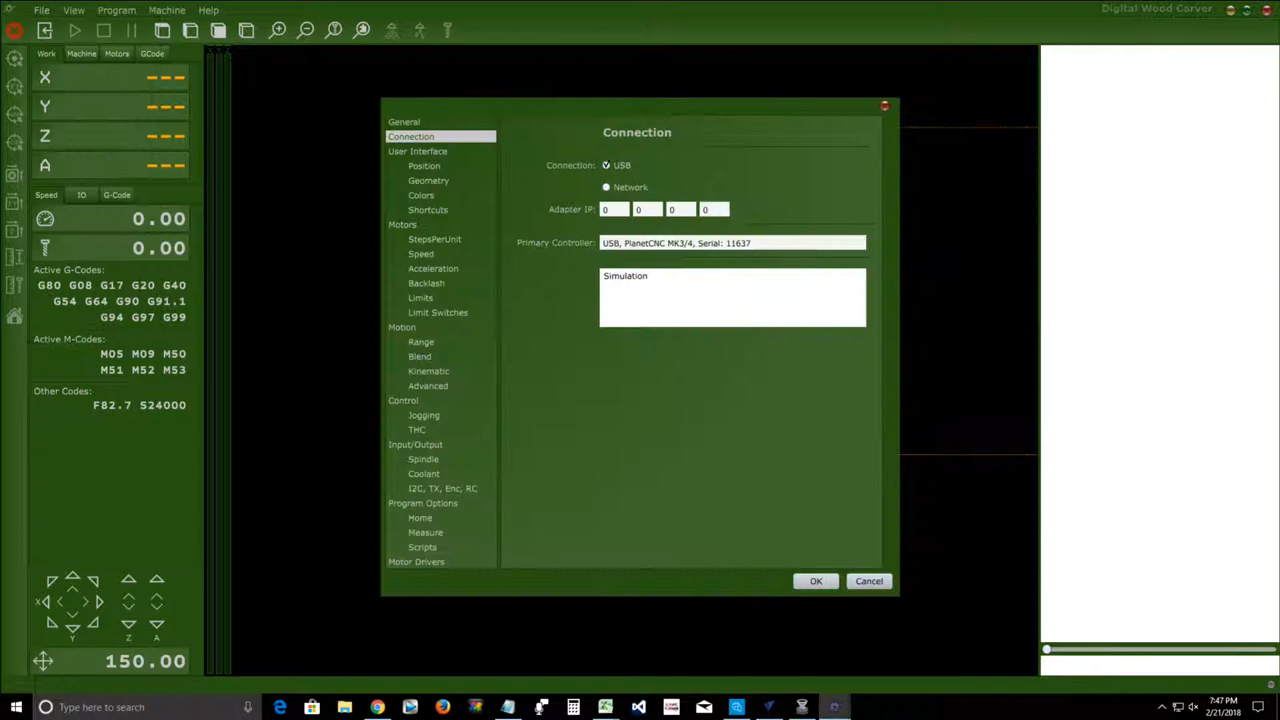 File View Program Machine Help
Digital Wood Carver
Work Machine Motors GCode
X ---
Y ---
Z ---
A ---
Speed IO G-Code
0.00
0.00
Active G-Codes:
G80 G08 G17 G20 G40
G54 G64 G90 G91.1
G94 G97 G99
Active M-Codes:
M05 M09 M50
M51 M52 M53
Other Codes:
F82.7 S24000
X
Y Z A
150.00
General
Connection
User Interface
Position
Geometry
Colors
Shortcuts
Motors
StepsPerUnit
Speed
Acceleration
Backlash
Limits
Limit Switches
Motion
Range
Blend
Kinematic
Advanced
Control
Jogging
THC
Input/Output
Spindle
Coolant
I2C, TX, Enc, RC
Program Options
Home
Measure
Scripts
Motor Drivers
Connection
Connection: USB
Network
Adapter IP: 0 0 0 0
Primary Controller: USB, PlanetCNC MK3/4, Serial: 11637
Simulation
OK Cancel
Type here to search
7:47 PM
2/21/2018